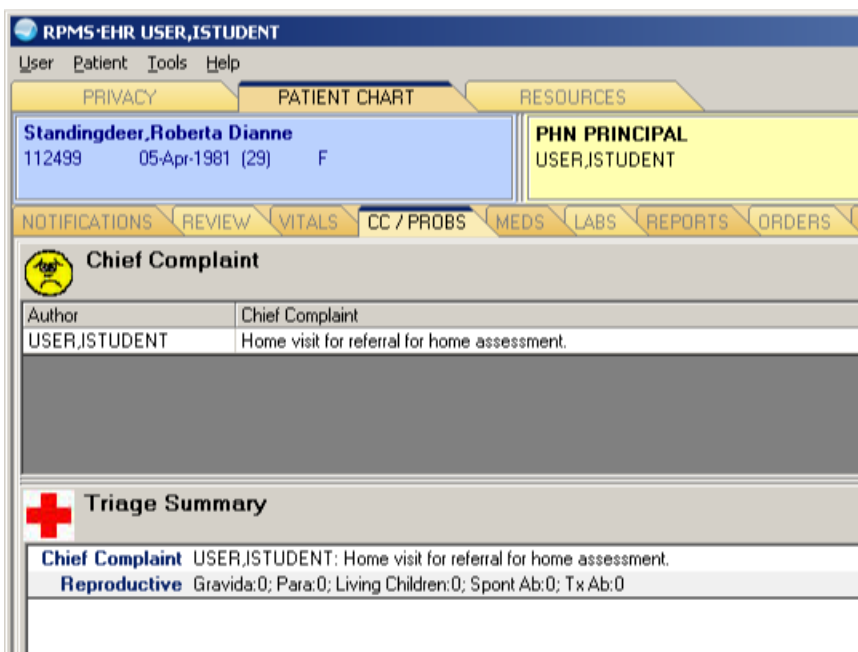 RPMS-EHR USER,ISTUDENT
User Patient Tools Help
PRIVACY PATIENT CHART RESOURCES
Standingdeer,Roberta Dianne
112499 05-Apr-1981 (29) F
PHN PRINCIPAL
USER,ISTUDENT
NOTIFICATIONS REVIEW VITALS CC / PROBS MEDS LABS REPORTS ORDERS
Chief Complaint
Author Chief Complaint
USER,ISTUDENT Home visit for referral for home assessment.
Triage Summary
Chief Complaint USER,ISTUDENT: Home visit for referral for home assessment.
Reproductive Gravida:0; Para:0; Living Children:0; Spont Ab:0; Tx Ab:0